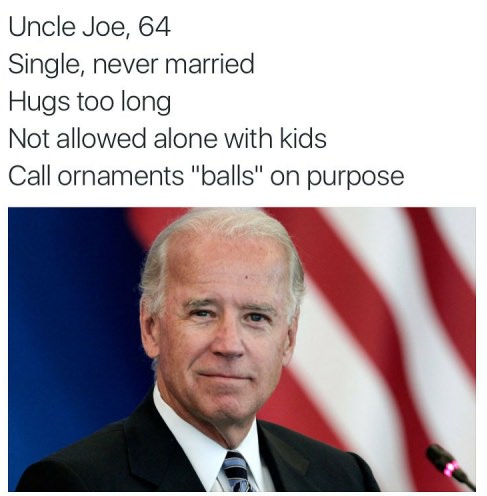 Uncle Joe, 64
Single, never married
Hugs too long
Not allowed alone with kids
Call ornaments "balls" on purpose